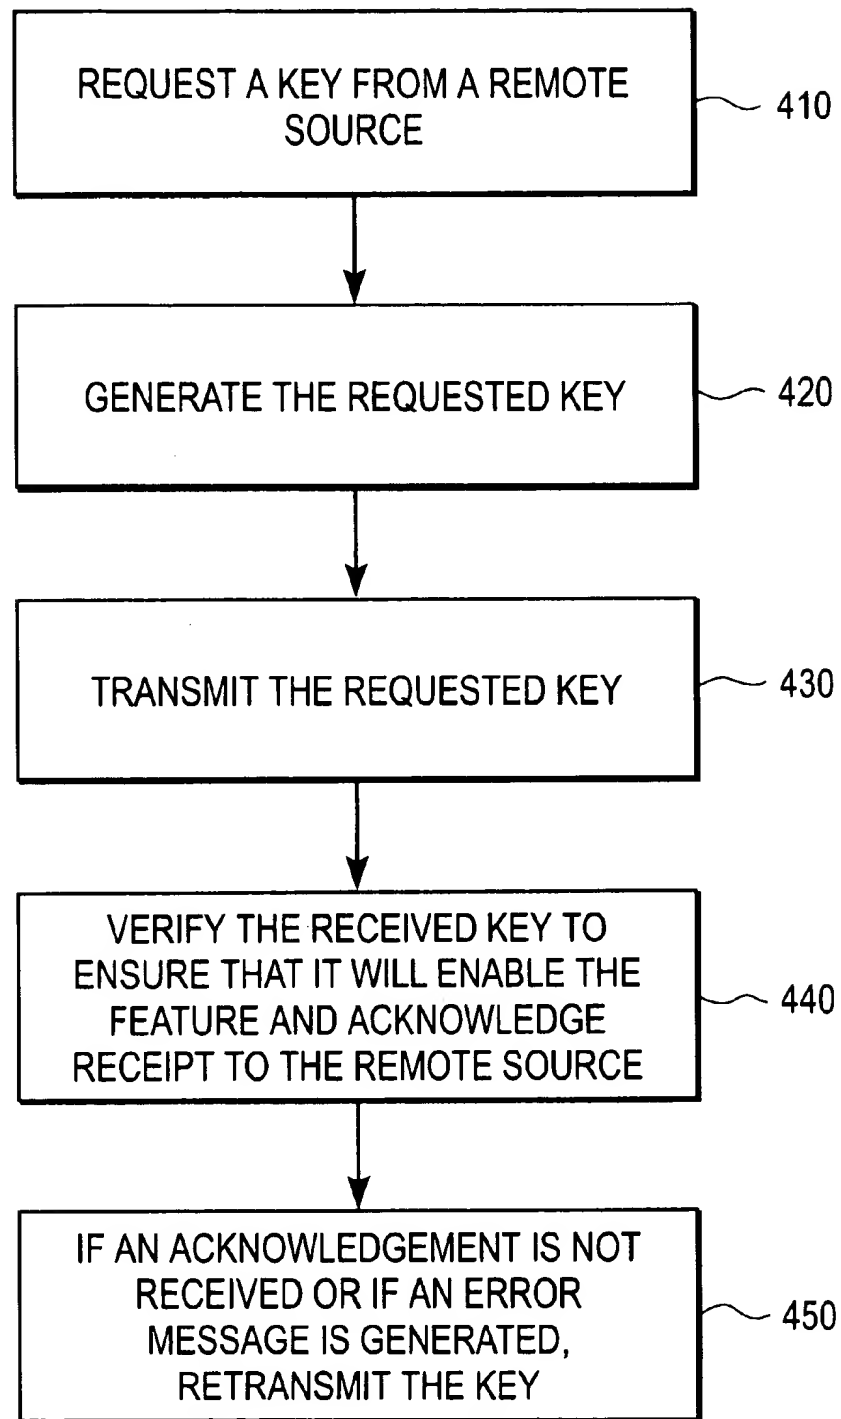 REQUEST A KEY FROM A REMOTE
SOURCE
410
GENERATE THE REQUESTED KEY
420
TRANSMIT THE REQUESTED KEY
430
VERIFY THE RECEIVED KEY TO
ENSURE THAT IT WILL ENABLE THE
FEATURE AND ACKNOWLEDGE
RECEIPT TO THE REMOTE SOURCE
440
IF AN ACKNOWLEDGEMENT IS NOT
RECEIVED OR IF AN ERROR
MESSAGE IS GENERATED,
RETRANSMIT THE KEY
450